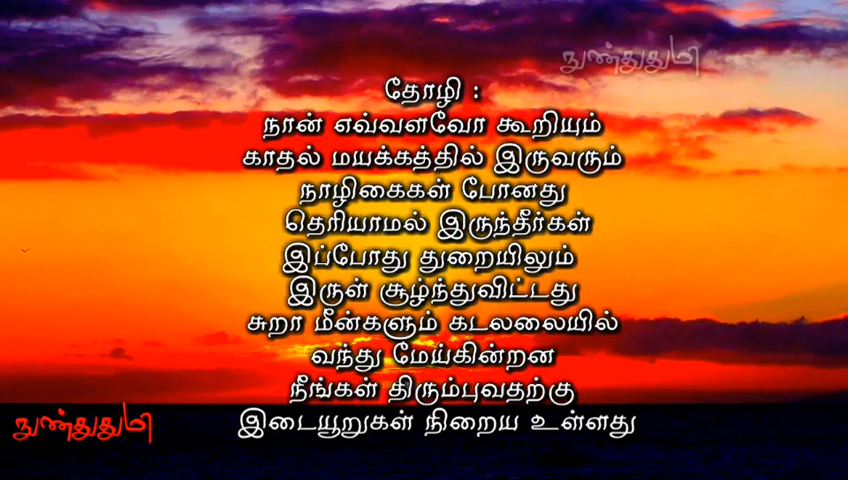 நுண்துதுமி
தோழி :
நான் எவ்வளவோ கூறியும்
காதல் மயக்கத்தில் இருவரும்
நாழிகைகள் போனது
தெரியாமல் இருந்தீர்கள்
இப்போது துறையிலும்
இருள் சூழ்ந்துவிட்டது
சுறா மீன்களும் கடலலையில்
வந்து மேய்கின்றன
நீங்கள் திரும்புவதற்கு
இடையூறுகள் நிறைய உள்ளது
நுண்துதுமி